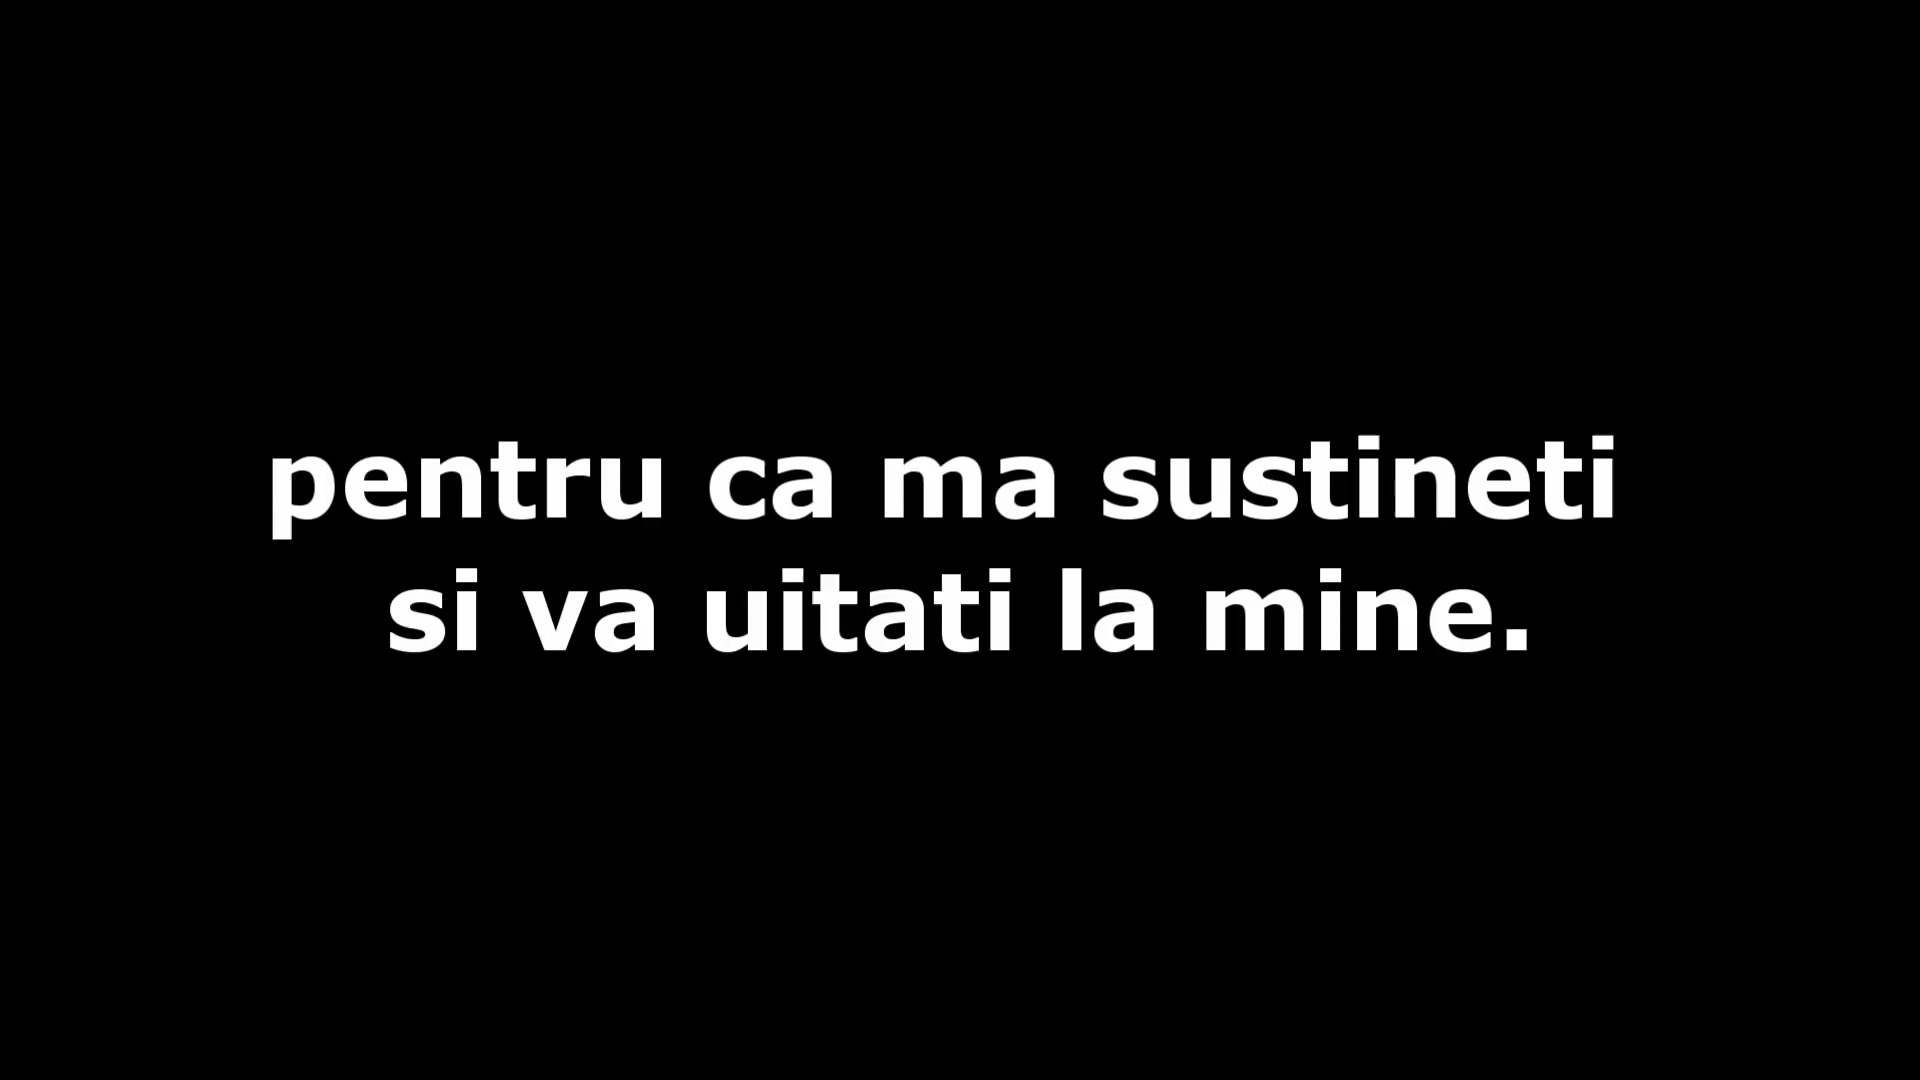 pentru ca ma sustineti
si va uitati la mine.